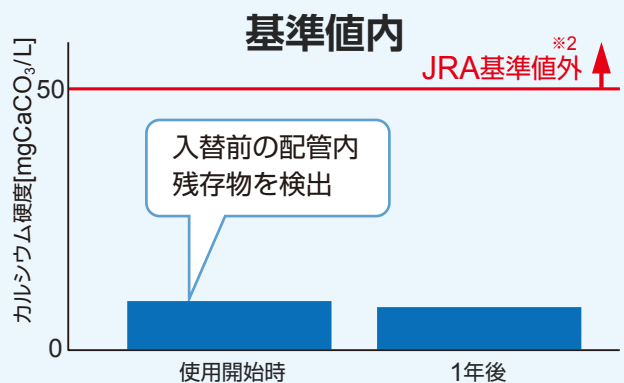 基準値内
※2
JRA基準値外
カルシウム硬度[mgCaCO₃/L]
50
入替前の配管内
残存物を検出
0
使用開始時
1年後